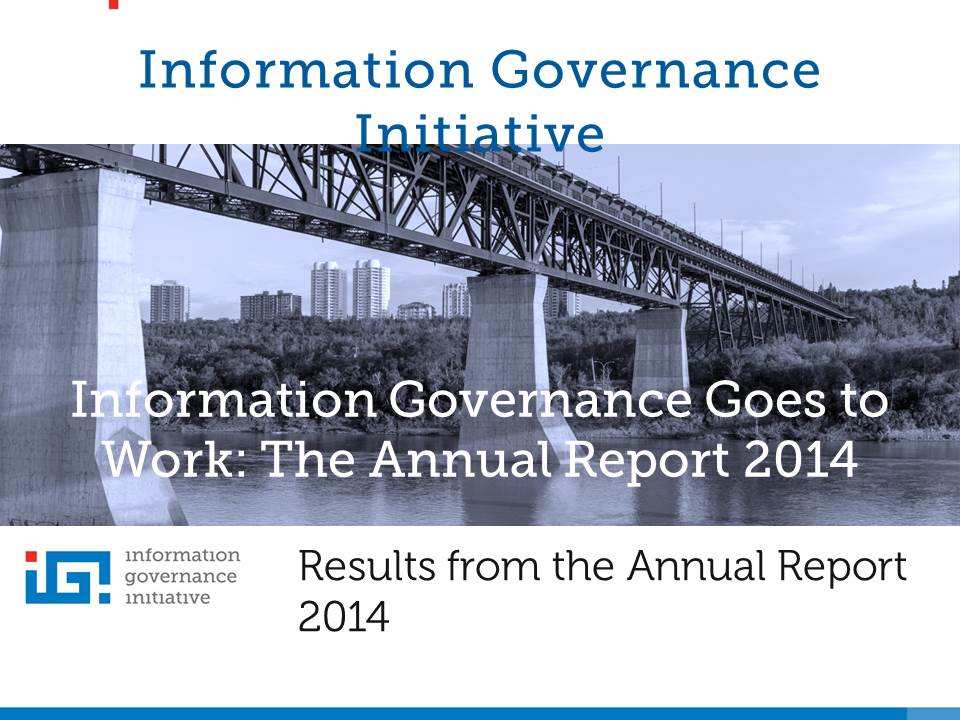 Information Governance
Initiative
Information Governance Goes to
Work: The Annual Report 2014
iG!
information
governance
initiative
Results from the Annual Report
2014